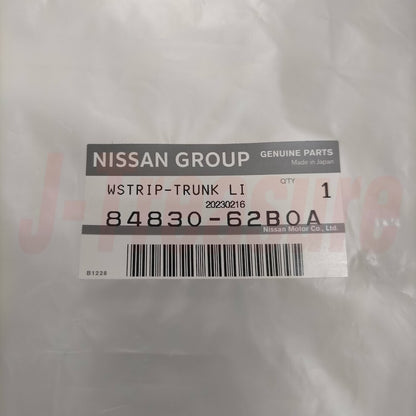 NISSAN GROUP
GENUINE PARTS
Made in Japan
WSTRIP-TRUNK LI
QTY
1
20230216
84830-62B0A
Nissan Motor Co., Ltd.
B1228